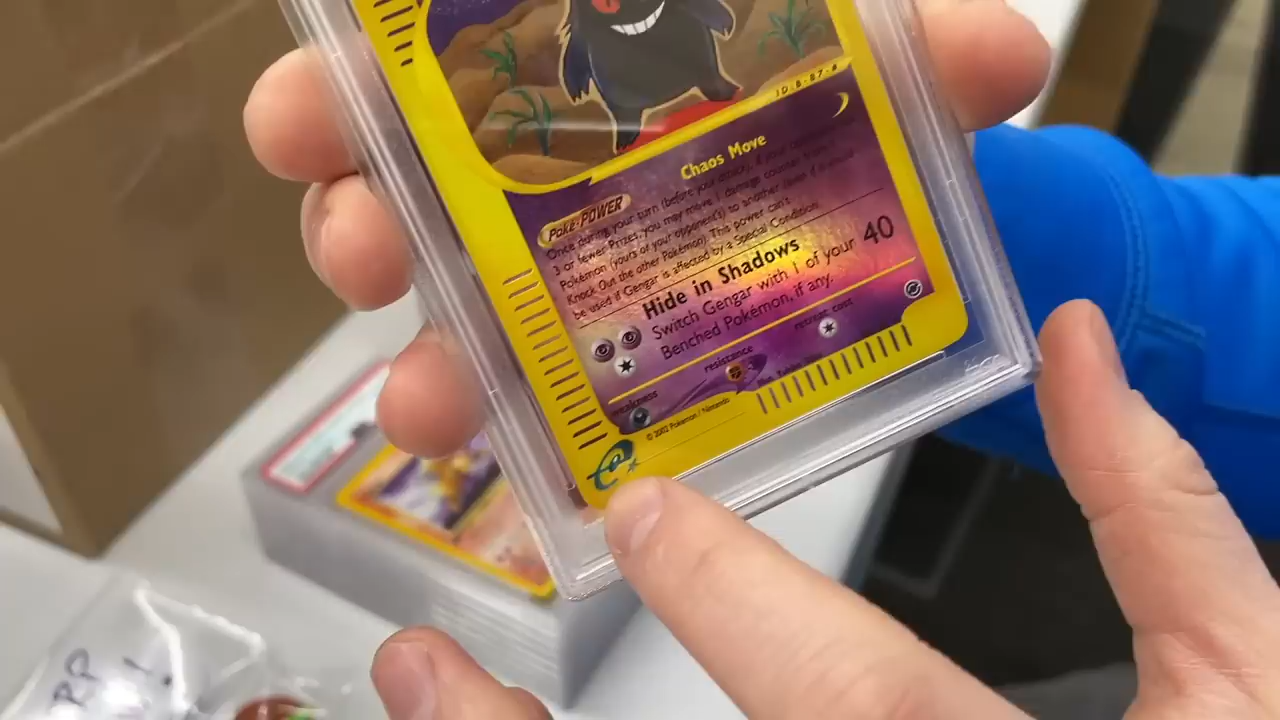 ID-B-87-#
Chaos Move
Poké-POWER
Once during your turn (before your attack), if your opponent has
3 or fewer Prizes, you may move 1 damage counter from 1
Pokémon (yours or your opponent's) to another (even if it would
Knock Out the other Pokémon). This power can't
be used if Gengar is affected by a Special Condition.
Hide in Shadows 40
Switch Gengar with 1 of your
Benched Pokémon, if any.
retreat cost
resistance
weakness
© 2002 Pokémon / Nintendo
e
RP